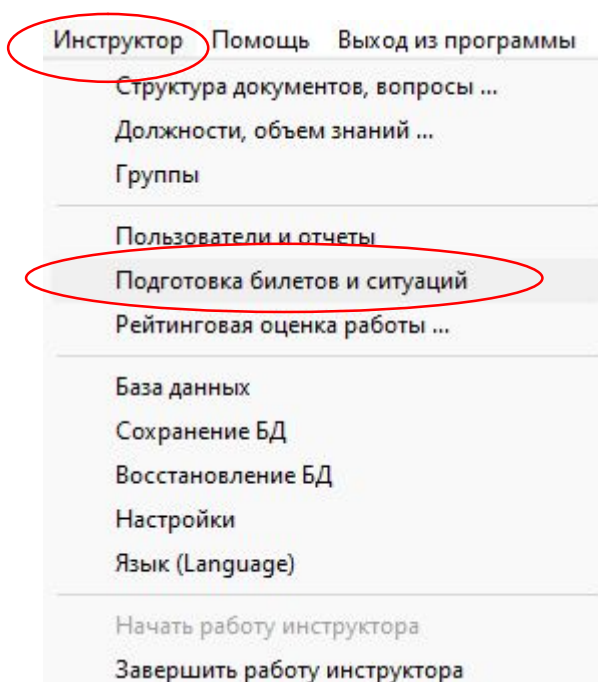 Инструктор Помощь Выход из программы
Структура документов, вопросы ...
Должности, объем знаний ...
Группы
Пользователи и отчеты
Подготовка билетов и ситуаций
Рейтинговая оценка работы ...
База данных
Сохранение БД
Восстановление БД
Настройки
Язык (Language)
Начать работу инструктора
Завершить работу инструктора